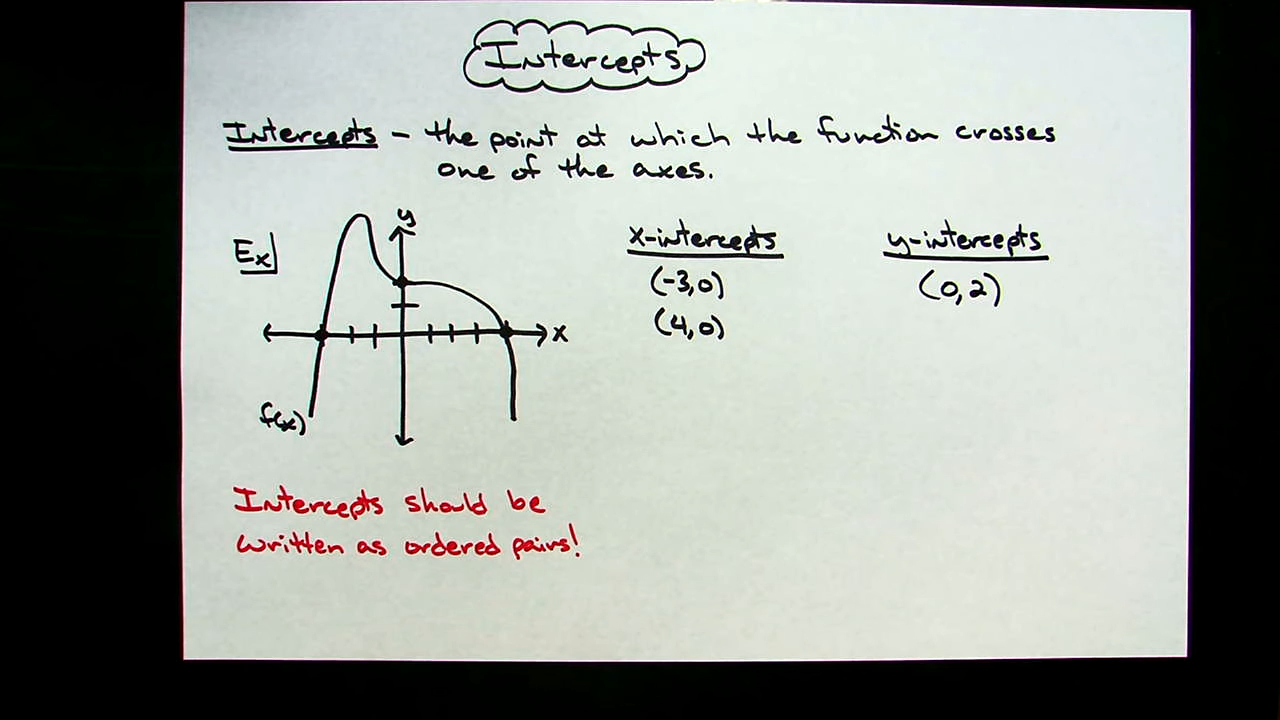 Intercepts
Intercepts - the point at which the function crosses
one of the axes.
Ex
y
x
f(x)
x-intercepts
(-3,0)
(4,0)
y-intercepts
(0,2)
Intercepts should be
written as ordered pairs!